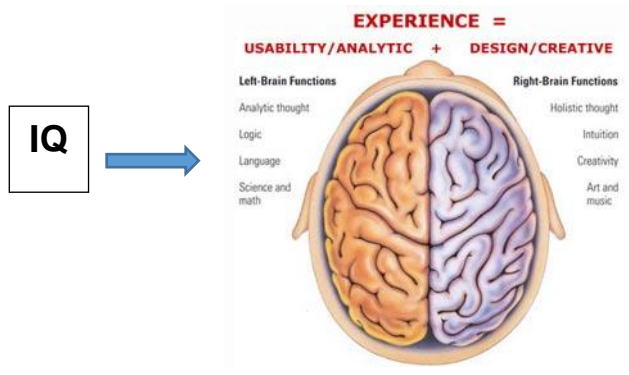 EXPERIENCE =
USABILITY/ANALYTIC + DESIGN/CREATIVE
Left-Brain Functions
Right-Brain Functions
Analytic thought
Holistic thought
IQ
Logic
Intuition
Language
Creativity
Science and
math
Art and
music